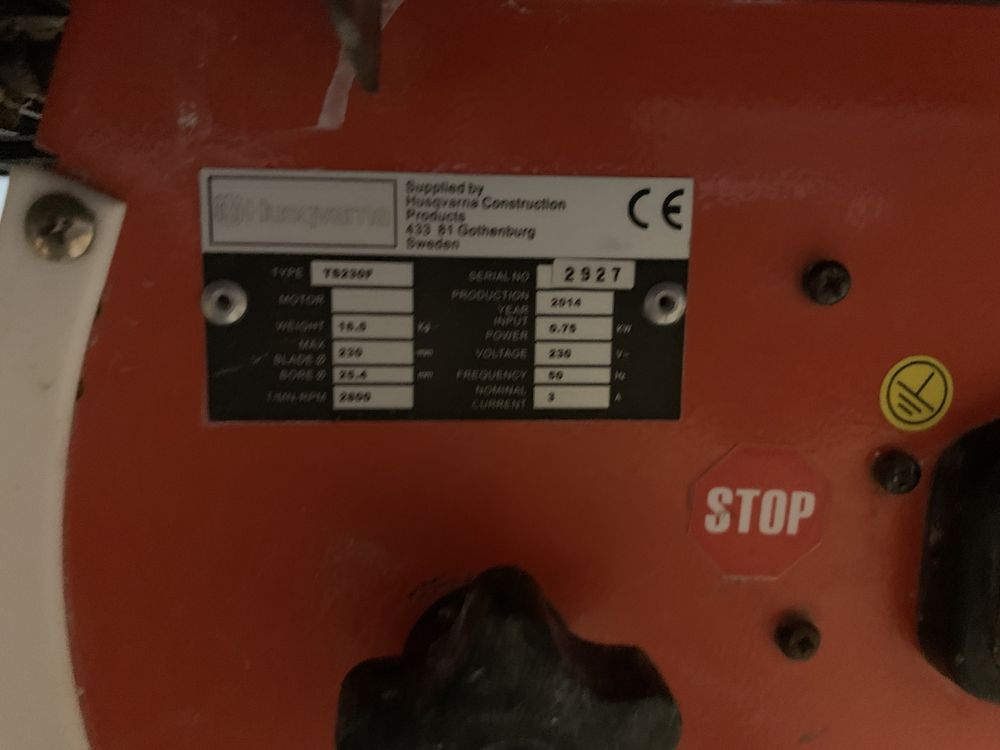 Husqvarna
Supplied by
Husqvarna Construction
Products
433 81 Gothenburg
Sweden
CE
TYPE TS230F
MOTOR
WEIGHT 16.5 Kg
MAX
BLADE Ø 230 mm
BORE Ø 25.4 mm
T/MIN-RPM 2800
SERIAL NO 2927
PRODUCTION
YEAR 2014
INPUT
POWER 0.75 KW
VOLTAGE 230 V~
FREQUENCY 50 Hz
NOMINAL
CURRENT 3 A
STOP